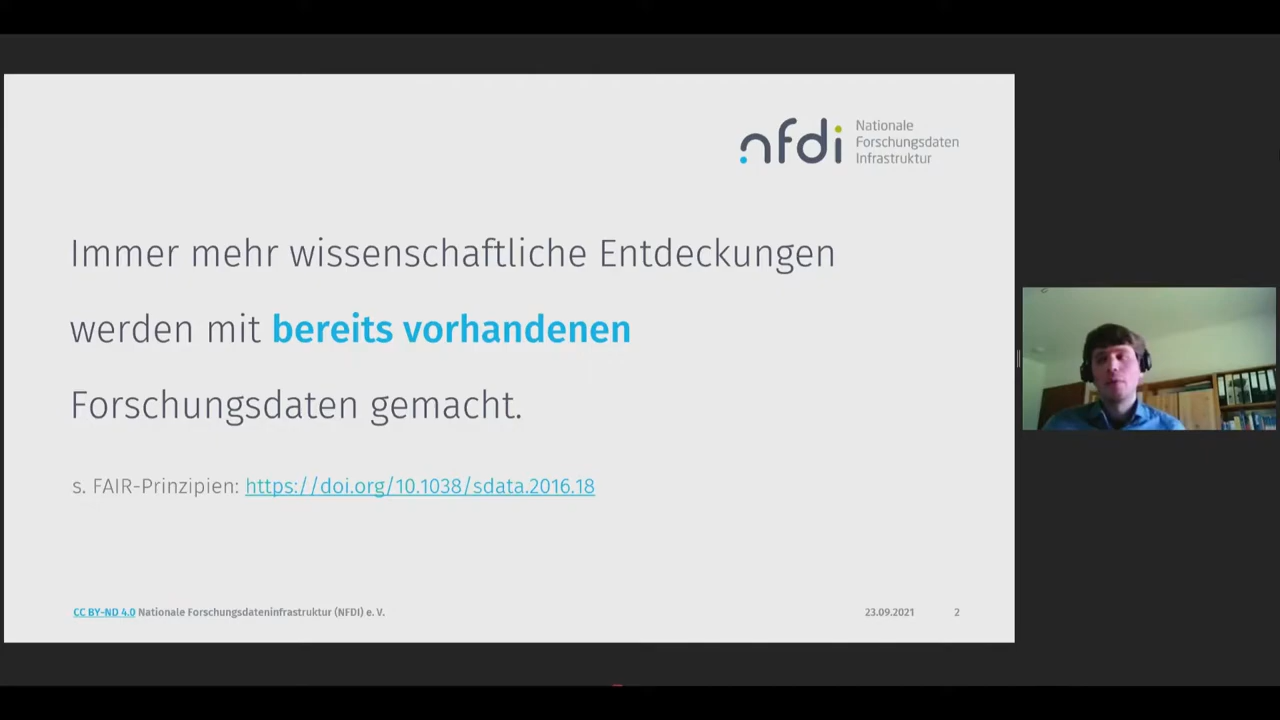 nfdi
Nationale
Forschungsdaten
Infrastruktur
Immer mehr wissenschaftliche Entdeckungen
werden mit bereits vorhandenen
Forschungsdaten gemacht.
s. FAIR-Prinzipien: https://doi.org/10.1038/sdata.2016.18
CC BY-ND 4.0 Nationale Forschungsdateninfrastruktur (NFDI) e. V.
23.09.2021
2